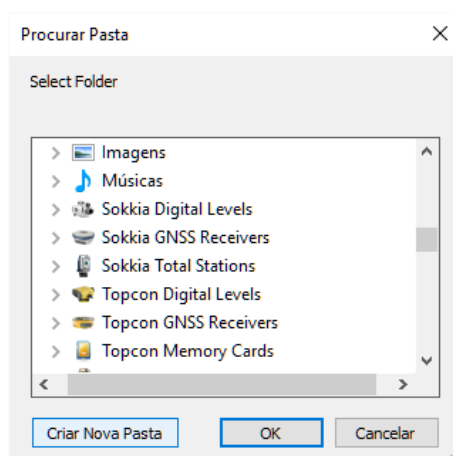 Procurar Pasta
Select Folder
Imagens
Músicas
Sokkia Digital Levels
Sokkia GNSS Receivers
Sokkia Total Stations
Topcon Digital Levels
Topcon GNSS Receivers
Topcon Memory Cards
Criar Nova Pasta OK Cancelar